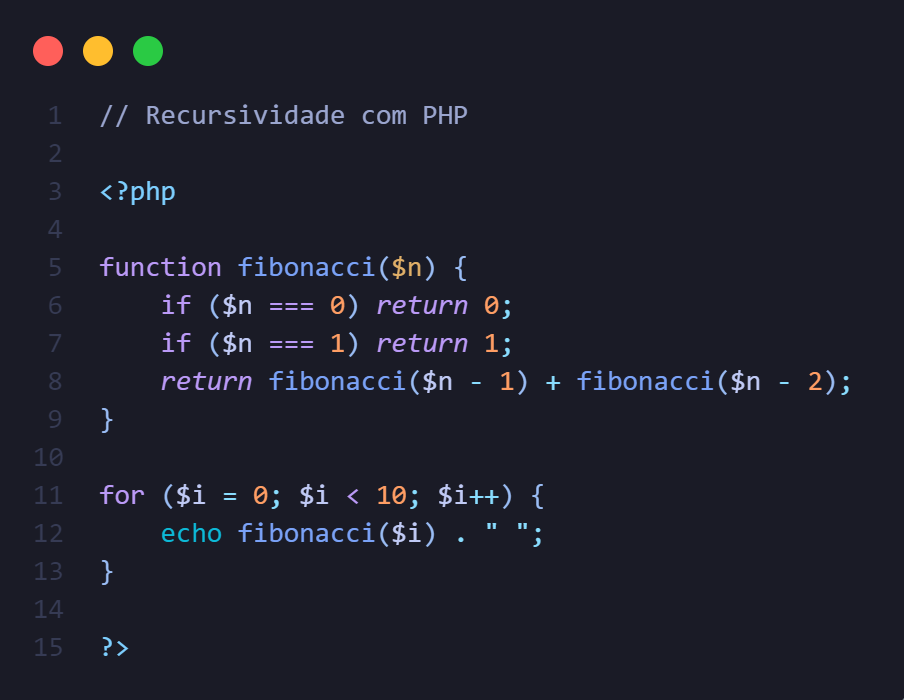 1 // Recursividade com PHP
2
3 <?php
4
5 function fibonacci($n) {
6     if ($n === 0) return 0;
7     if ($n === 1) return 1;
8     return fibonacci($n - 1) + fibonacci($n - 2);
9 }
10
11 for ($i = 0; $i < 10; $i++) {
12     echo fibonacci($i) . " ";
13 }
14
15 ?>